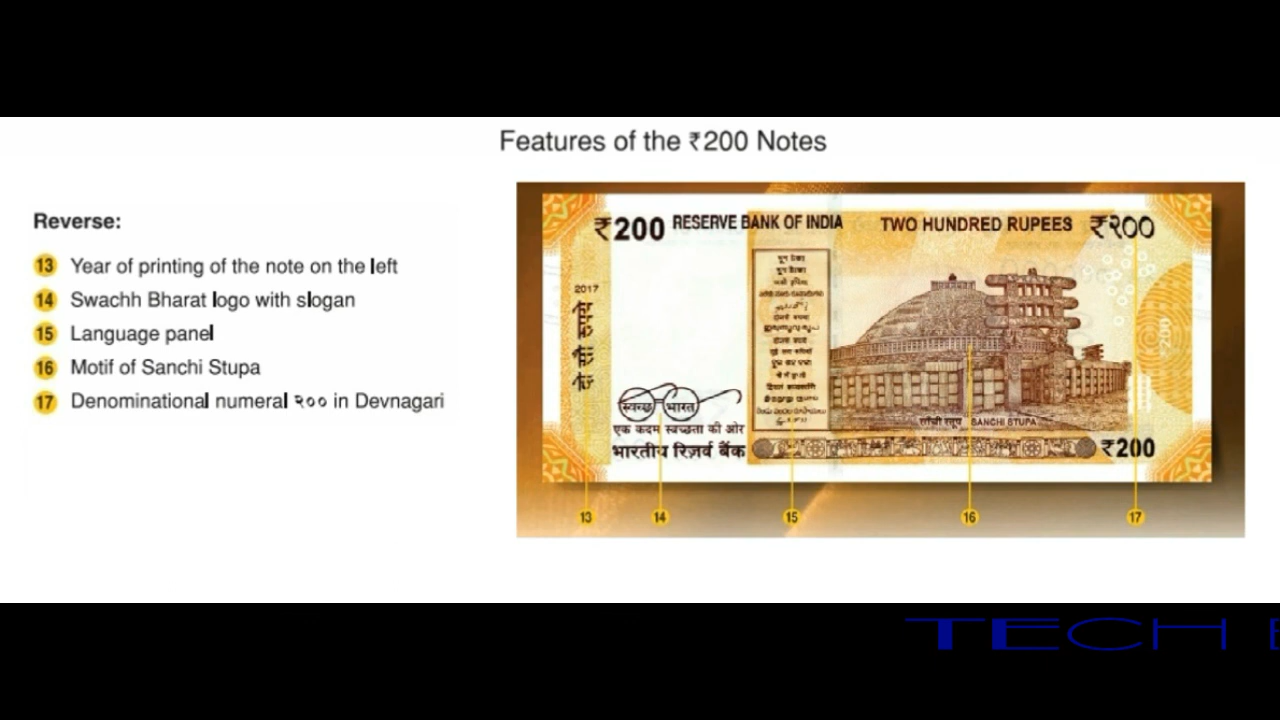 Features of the ₹200 Notes
Reverse:
13 Year of printing of the note on the left
14 Swachh Bharat logo with slogan
15 Language panel
16 Motif of Sanchi Stupa
17 Denominational numeral २०० in Devnagari
₹200 RESERVE BANK OF INDIA TWO HUNDRED RUPEES ₹२००
2017
दो सौ रुपये
स्वच्छ भारत
एक कदम स्वच्छता की ओर
भारतीय रिज़र्व बैंक
साँची स्तूप SANCHI STUPA
₹200
200
13 14 15 16 17
TECH